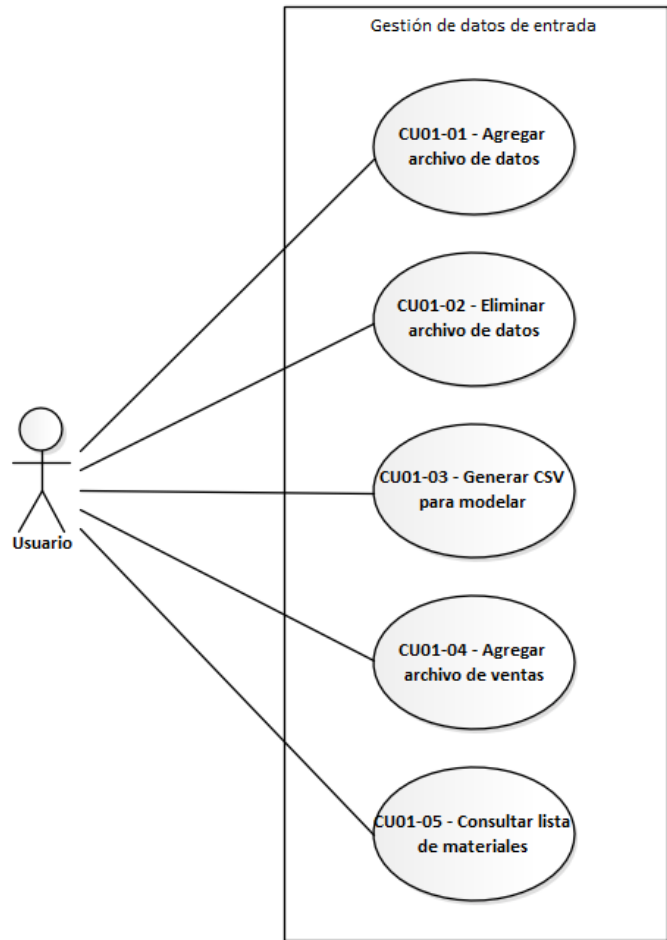 Gestión de datos de entrada
CU01-01 - Agregar
archivo de datos
CU01-02 - Eliminar
archivo de datos
CU01-03 - Generar CSV
para modelar
Usuario
CU01-04 - Agregar
archivo de ventas
CU01-05 - Consultar lista
de materiales